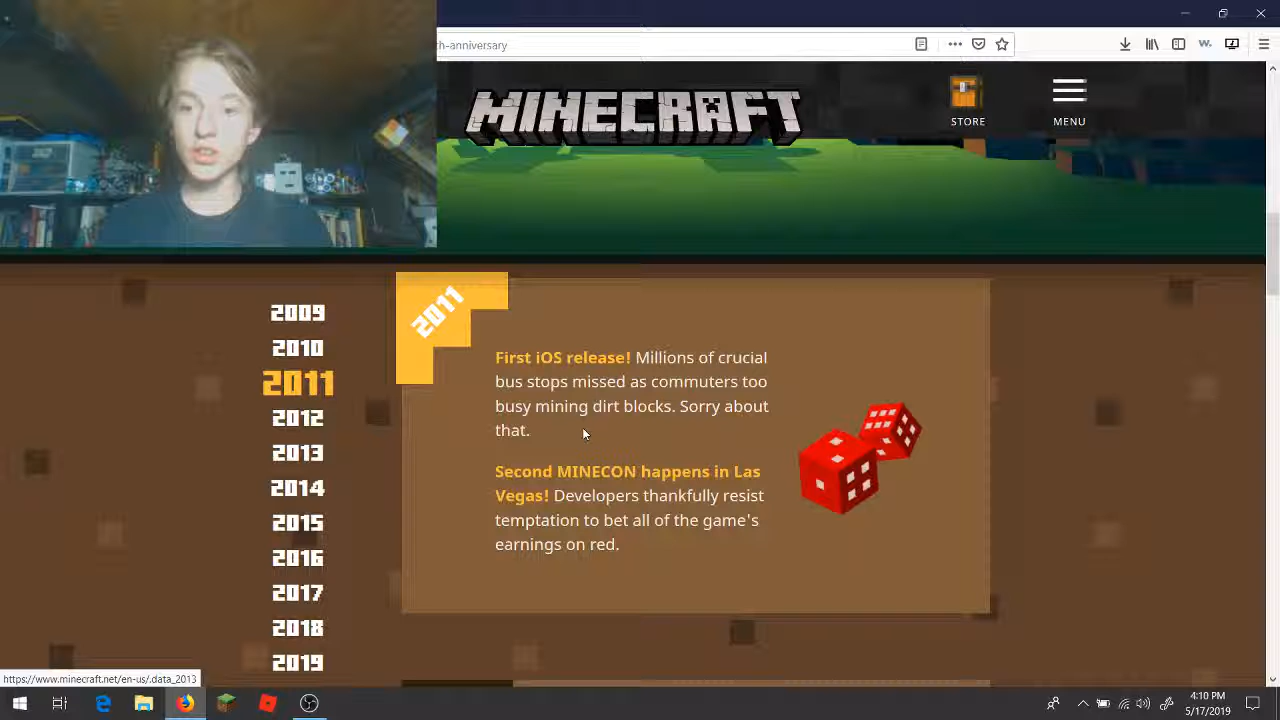 th-anniversary
MINECRAFT
STORE
MENU
2009
2010
2011
2012
2013
2014
2015
2016
2017
2018
2019
2011
First iOS release! Millions of crucial
bus stops missed as commuters too
busy mining dirt blocks. Sorry about
that.
Second MINECON happens in Las
Vegas! Developers thankfully resist
temptation to bet all of the game's
earnings on red.
https://www.minecraft.net/en-us/.data_2013
4:10 PM
5/17/2019